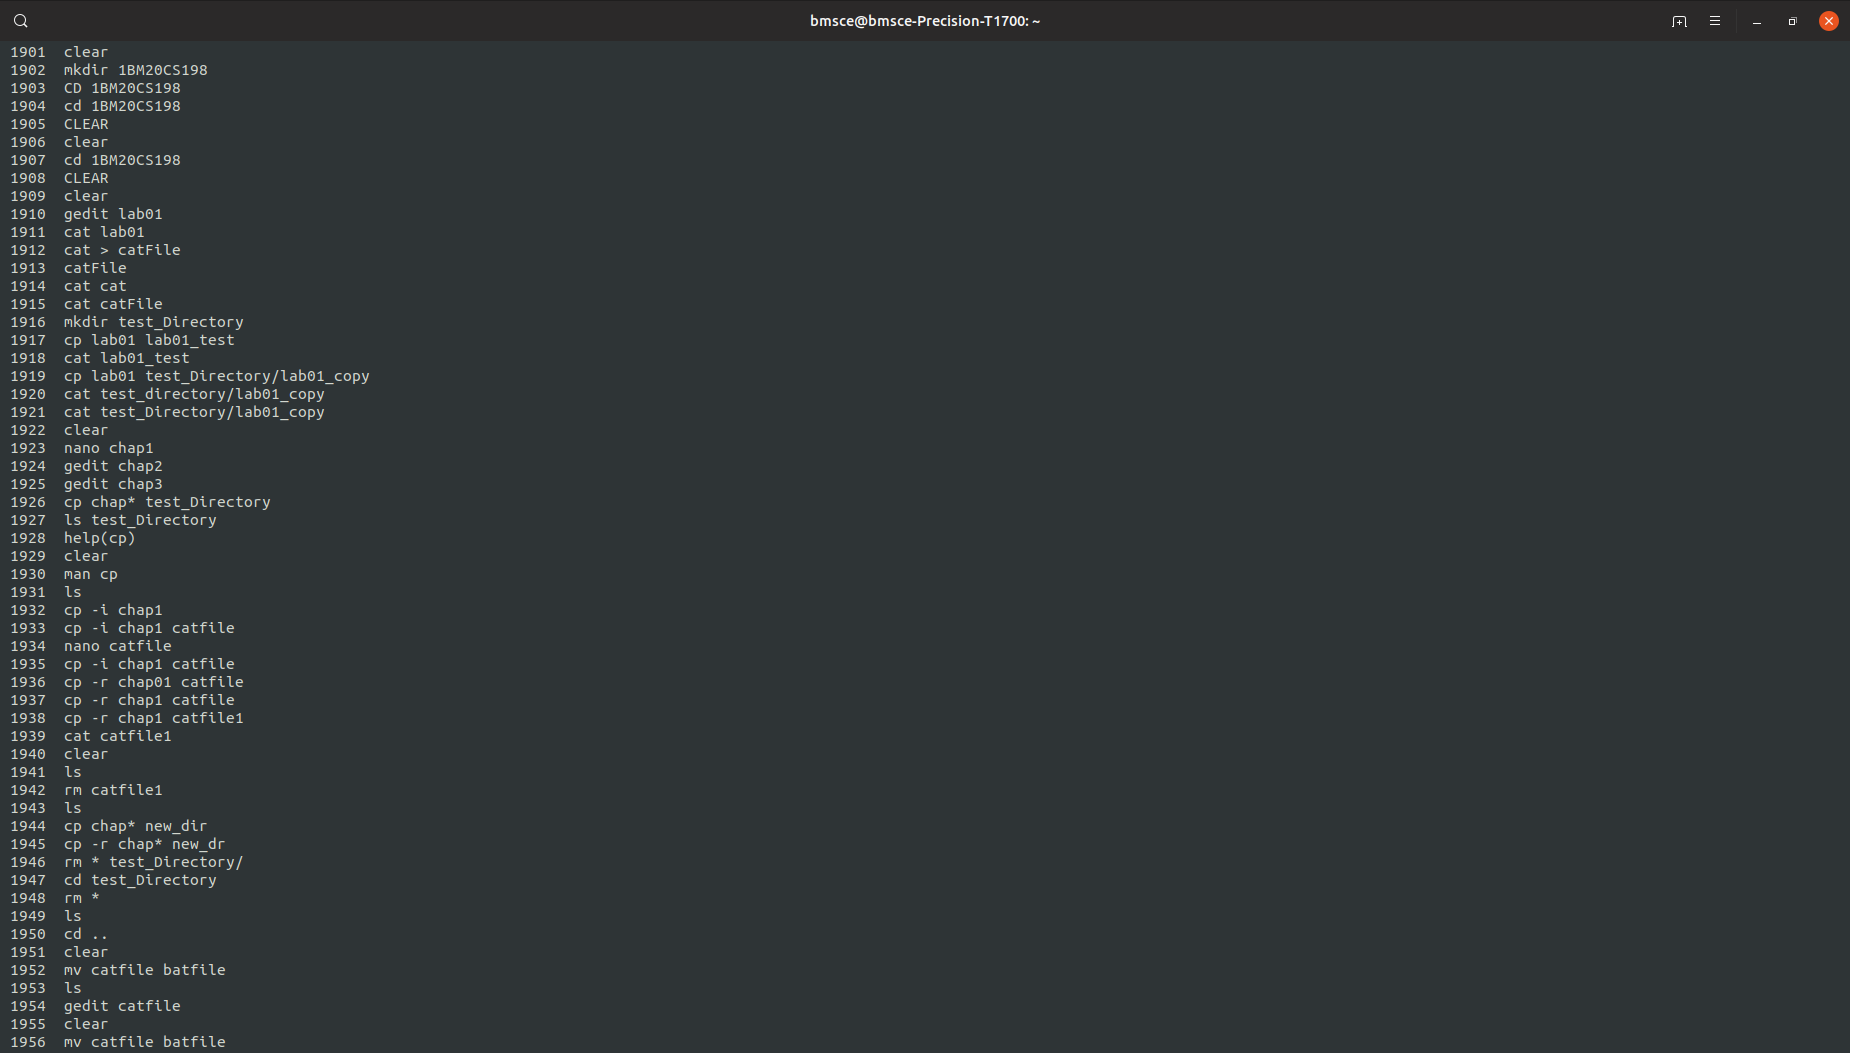 bmsce@bmsce-Precision-T1700: ~
1901 clear
1902 mkdir 1BM20CS198
1903 CD 1BM20CS198
1904 cd 1BM20CS198
1905 CLEAR
1906 clear
1907 cd 1BM20CS198
1908 CLEAR
1909 clear
1910 gedit lab01
1911 cat lab01
1912 cat > catFile
1913 catFile
1914 cat cat
1915 cat catFile
1916 mkdir test_Directory
1917 cp lab01 lab01_test
1918 cat lab01_test
1919 cp lab01 test_Directory/lab01_copy
1920 cat test_directory/lab01_copy
1921 cat test_Directory/lab01_copy
1922 clear
1923 nano chap1
1924 gedit chap2
1925 gedit chap3
1926 cp chap* test_Directory
1927 ls test_Directory
1928 help(cp)
1929 clear
1930 man cp
1931 ls
1932 cp -i chap1
1933 cp -i chap1 catfile
1934 nano catfile
1935 cp -i chap1 catfile
1936 cp -r chap01 catfile
1937 cp -r chap1 catfile
1938 cp -r chap1 catfile1
1939 cat catfile1
1940 clear
1941 ls
1942 rm catfile1
1943 ls
1944 cp chap* new_dir
1945 cp -r chap* new_dr
1946 rm * test_Directory/
1947 cd test_Directory
1948 rm *
1949 ls
1950 cd ..
1951 clear
1952 mv catfile batfile
1953 ls
1954 gedit catfile
1955 clear
1956 mv catfile batfile